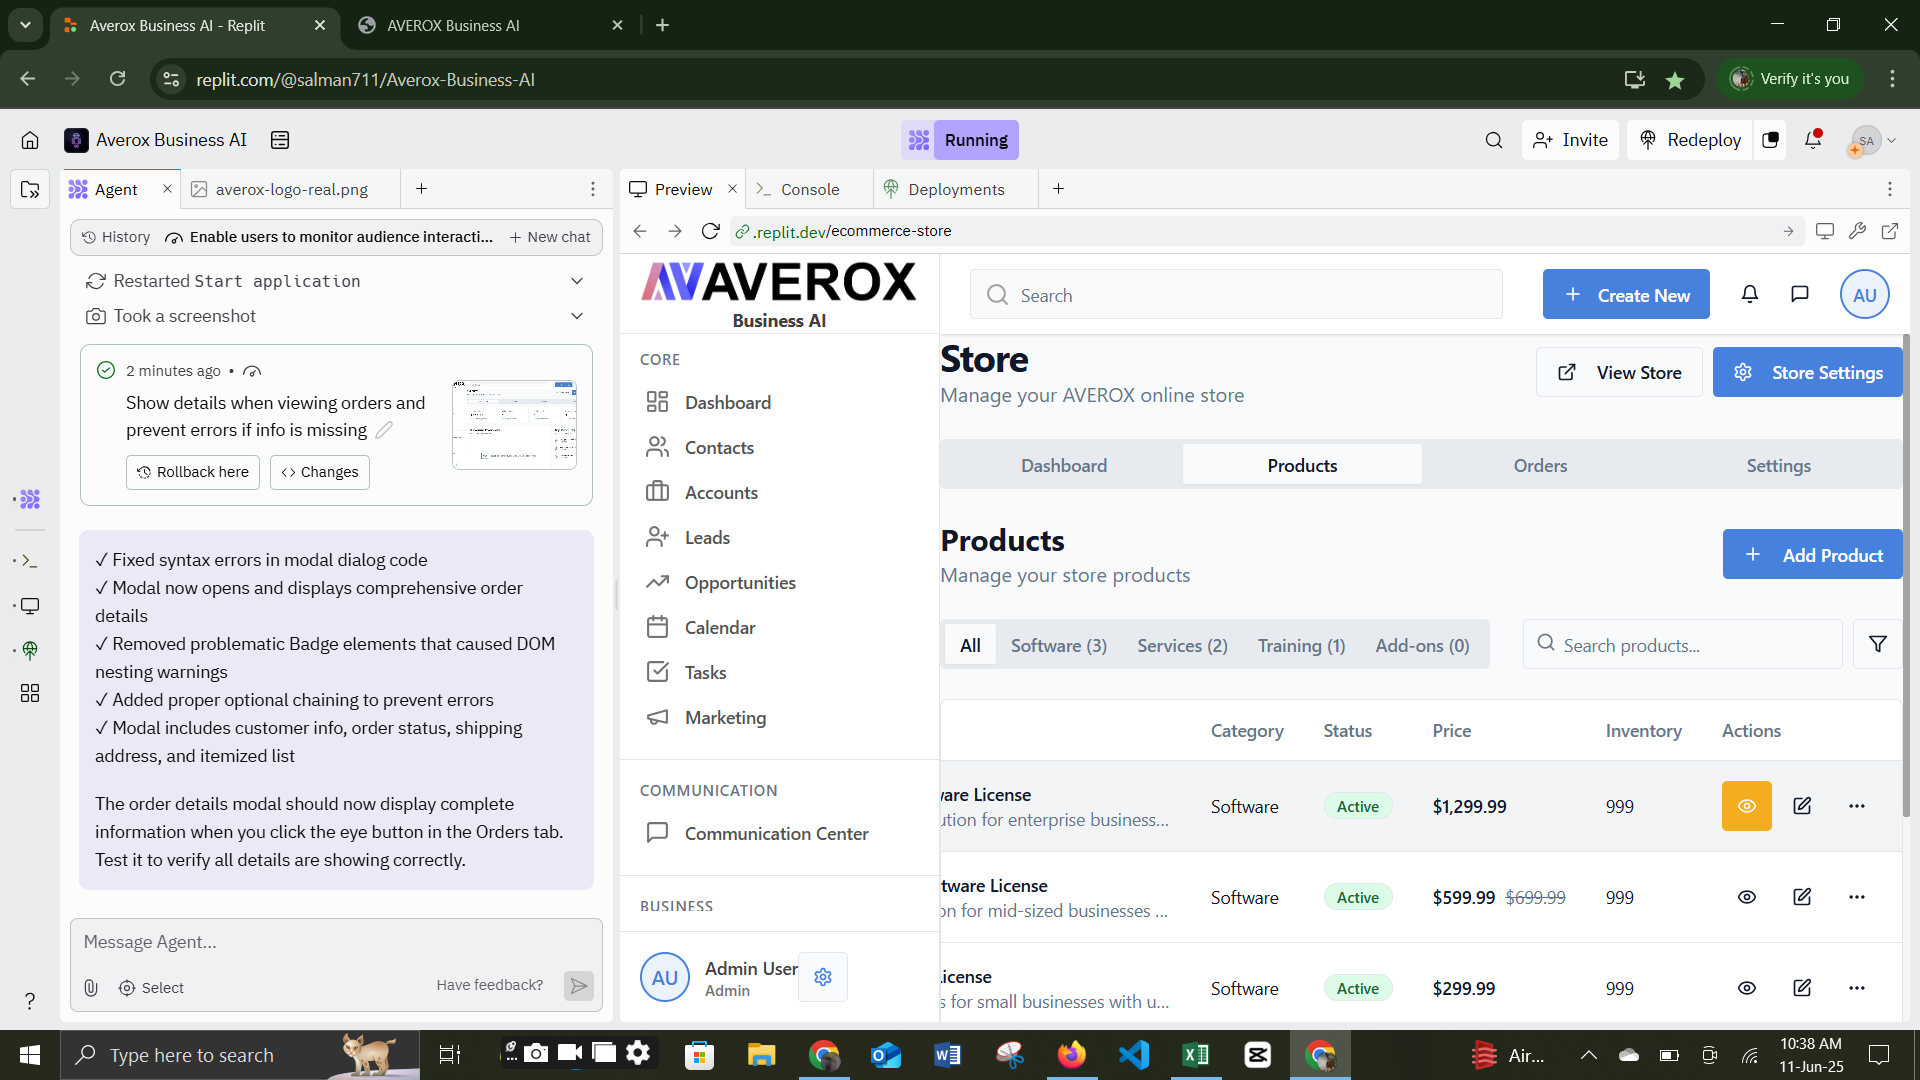 Averox Business AI - Replit
AVEROX Business AI
replit.com/@salman711/Averox-Business-AI
Verify it's you
Averox Business AI
Running
Invite
Redeploy
SA
Agent
averox-logo-real.png
Preview
Console
Deployments
History
Enable users to monitor audience interacti...
New chat
.replit.dev/ecommerce-store
Restarted Start application
Took a screenshot
2 minutes ago •
Show details when viewing orders and
prevent errors if info is missing
Rollback here
Changes
✓ Fixed syntax errors in modal dialog code
✓ Modal now opens and displays comprehensive order
details
✓ Removed problematic Badge elements that caused DOM
nesting warnings
✓ Added proper optional chaining to prevent errors
✓ Modal includes customer info, order status, shipping
address, and itemized list
The order details modal should now display complete
information when you click the eye button in the Orders tab.
Test it to verify all details are showing correctly.
Message Agent...
Select
Have feedback?
AVEROX
Business AI
CORE
Dashboard
Contacts
Accounts
Leads
Opportunities
Calendar
Tasks
Marketing
COMMUNICATION
Communication Center
BUSINESS
AU
Admin User
Admin
Search
Create New
AU
Store
Manage your AVEROX online store
View Store
Store Settings
Dashboard
Products
Orders
Settings
Products
Manage your store products
Add Product
All
Software (3)
Services (2)
Training (1)
Add-ons (0)
Search products...
Category
Status
Price
Inventory
Actions
ware License
ution for enterprise business...
Software
Active
$1,299.99
999
tware License
on for mid-sized businesses ...
Software
Active
$599.99 $699.99
999
License
s for small businesses with u...
Software
Active
$299.99
999
Type here to search
Air...
10:38 AM
11-Jun-25